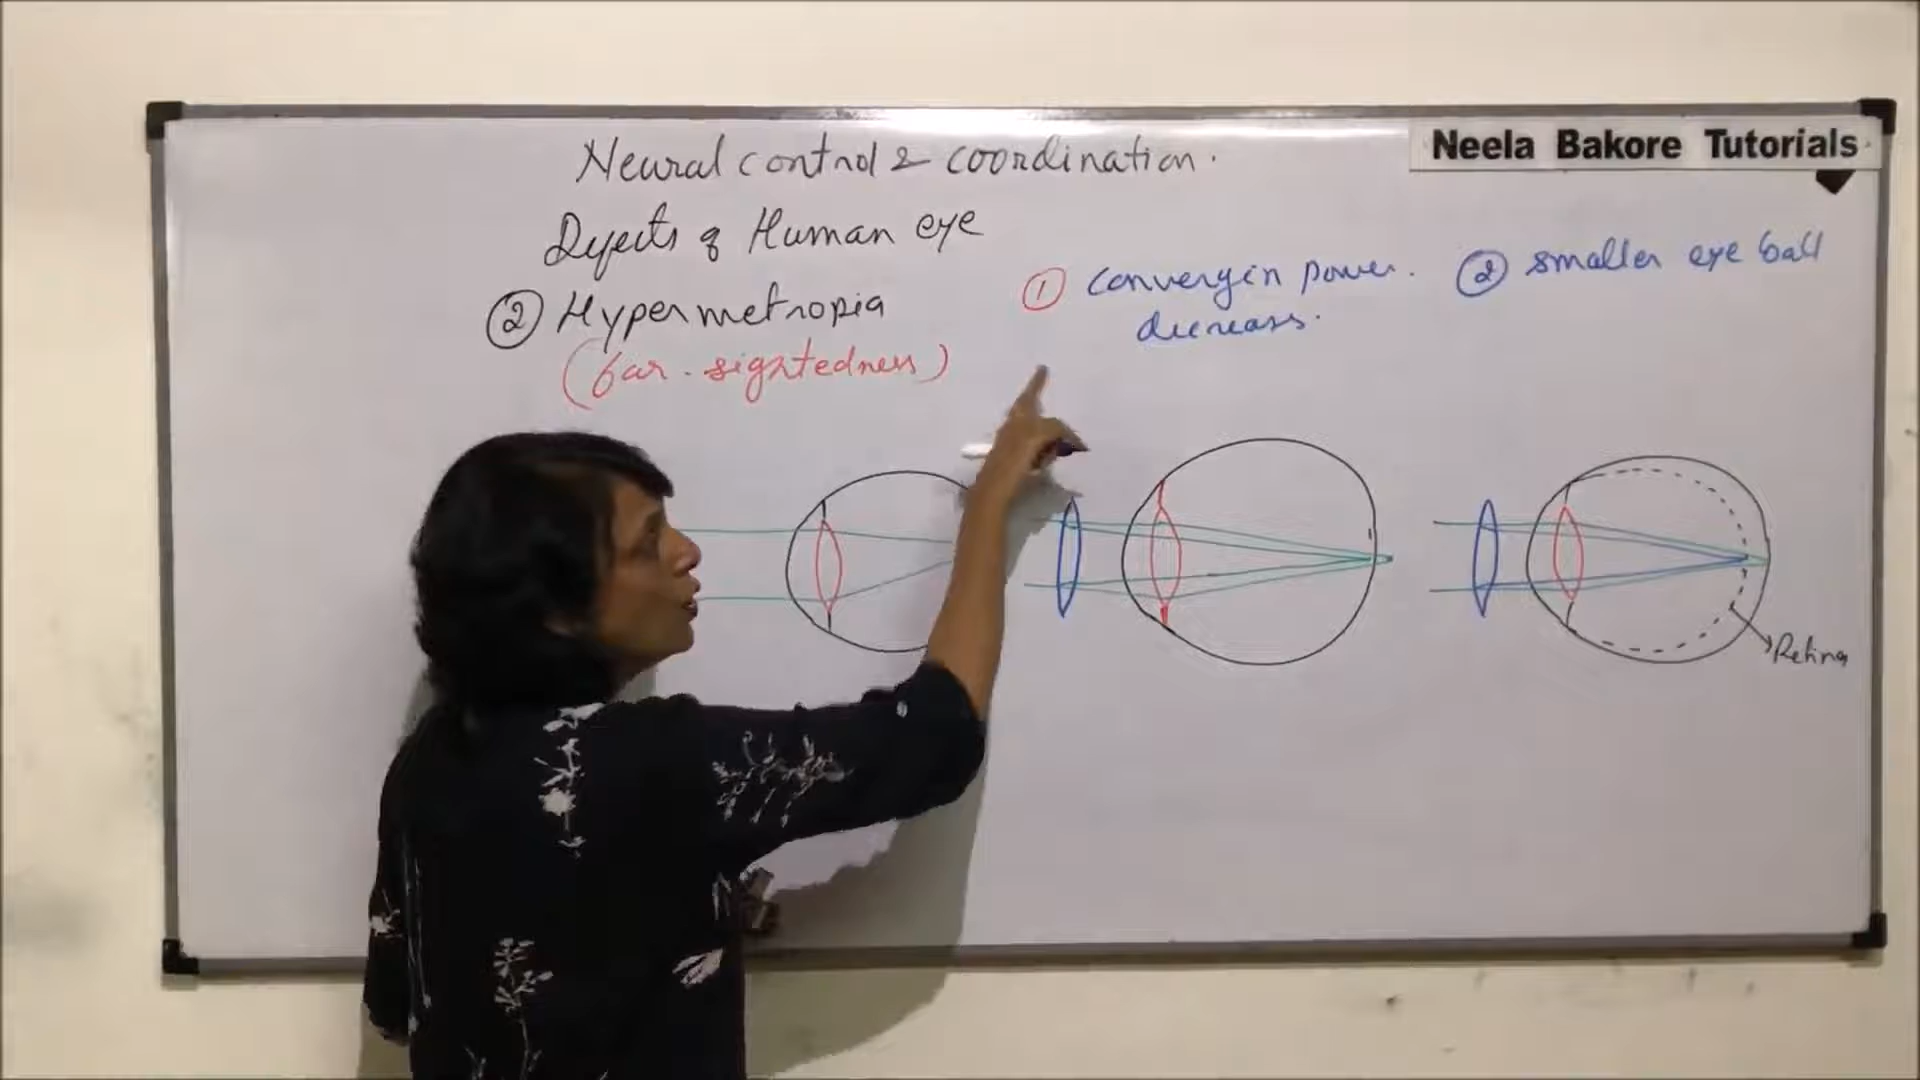 Neela Bakore Tutorials
Neural control & coordination.
Defects of Human eye
② Hypermetropia
(far-sightedness)
① convergin power.
decreases.
② smaller eye ball
Retina